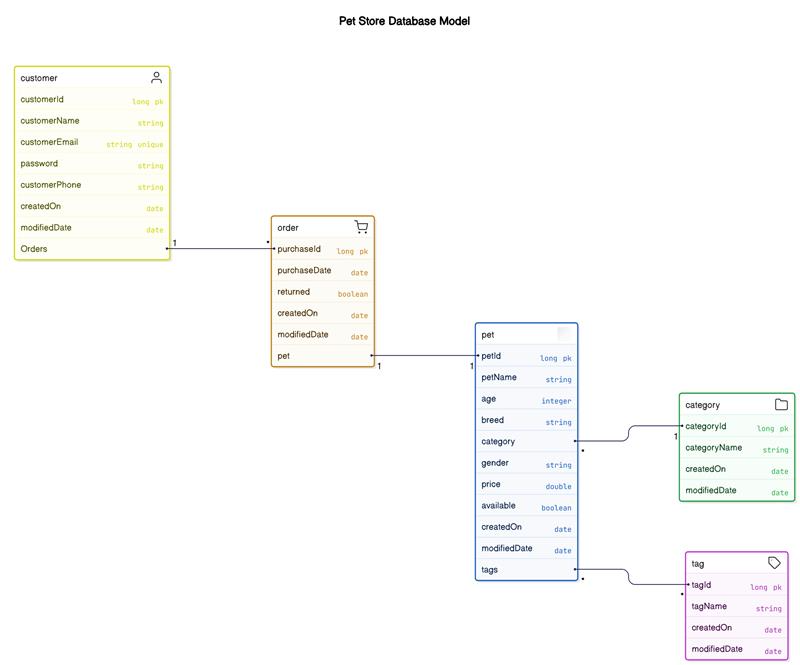 Pet Store Database Model
customer
customerId long pk
customerName string
customerEmail string unique
password string
customerPhone string
createdOn date
modifiedDate date
Orders
1
*
order
purchaseId long pk
purchaseDate date
returned boolean
createdOn date
modifiedDate date
pet
1
1
pet
petId long pk
petName string
age integer
breed string
category
gender string
price double
available boolean
createdOn date
modifiedDate date
tags
*
1
category
categoryId long pk
categoryName string
createdOn date
modifiedDate date
*
*
tag
tagId long pk
tagName string
createdOn date
modifiedDate date